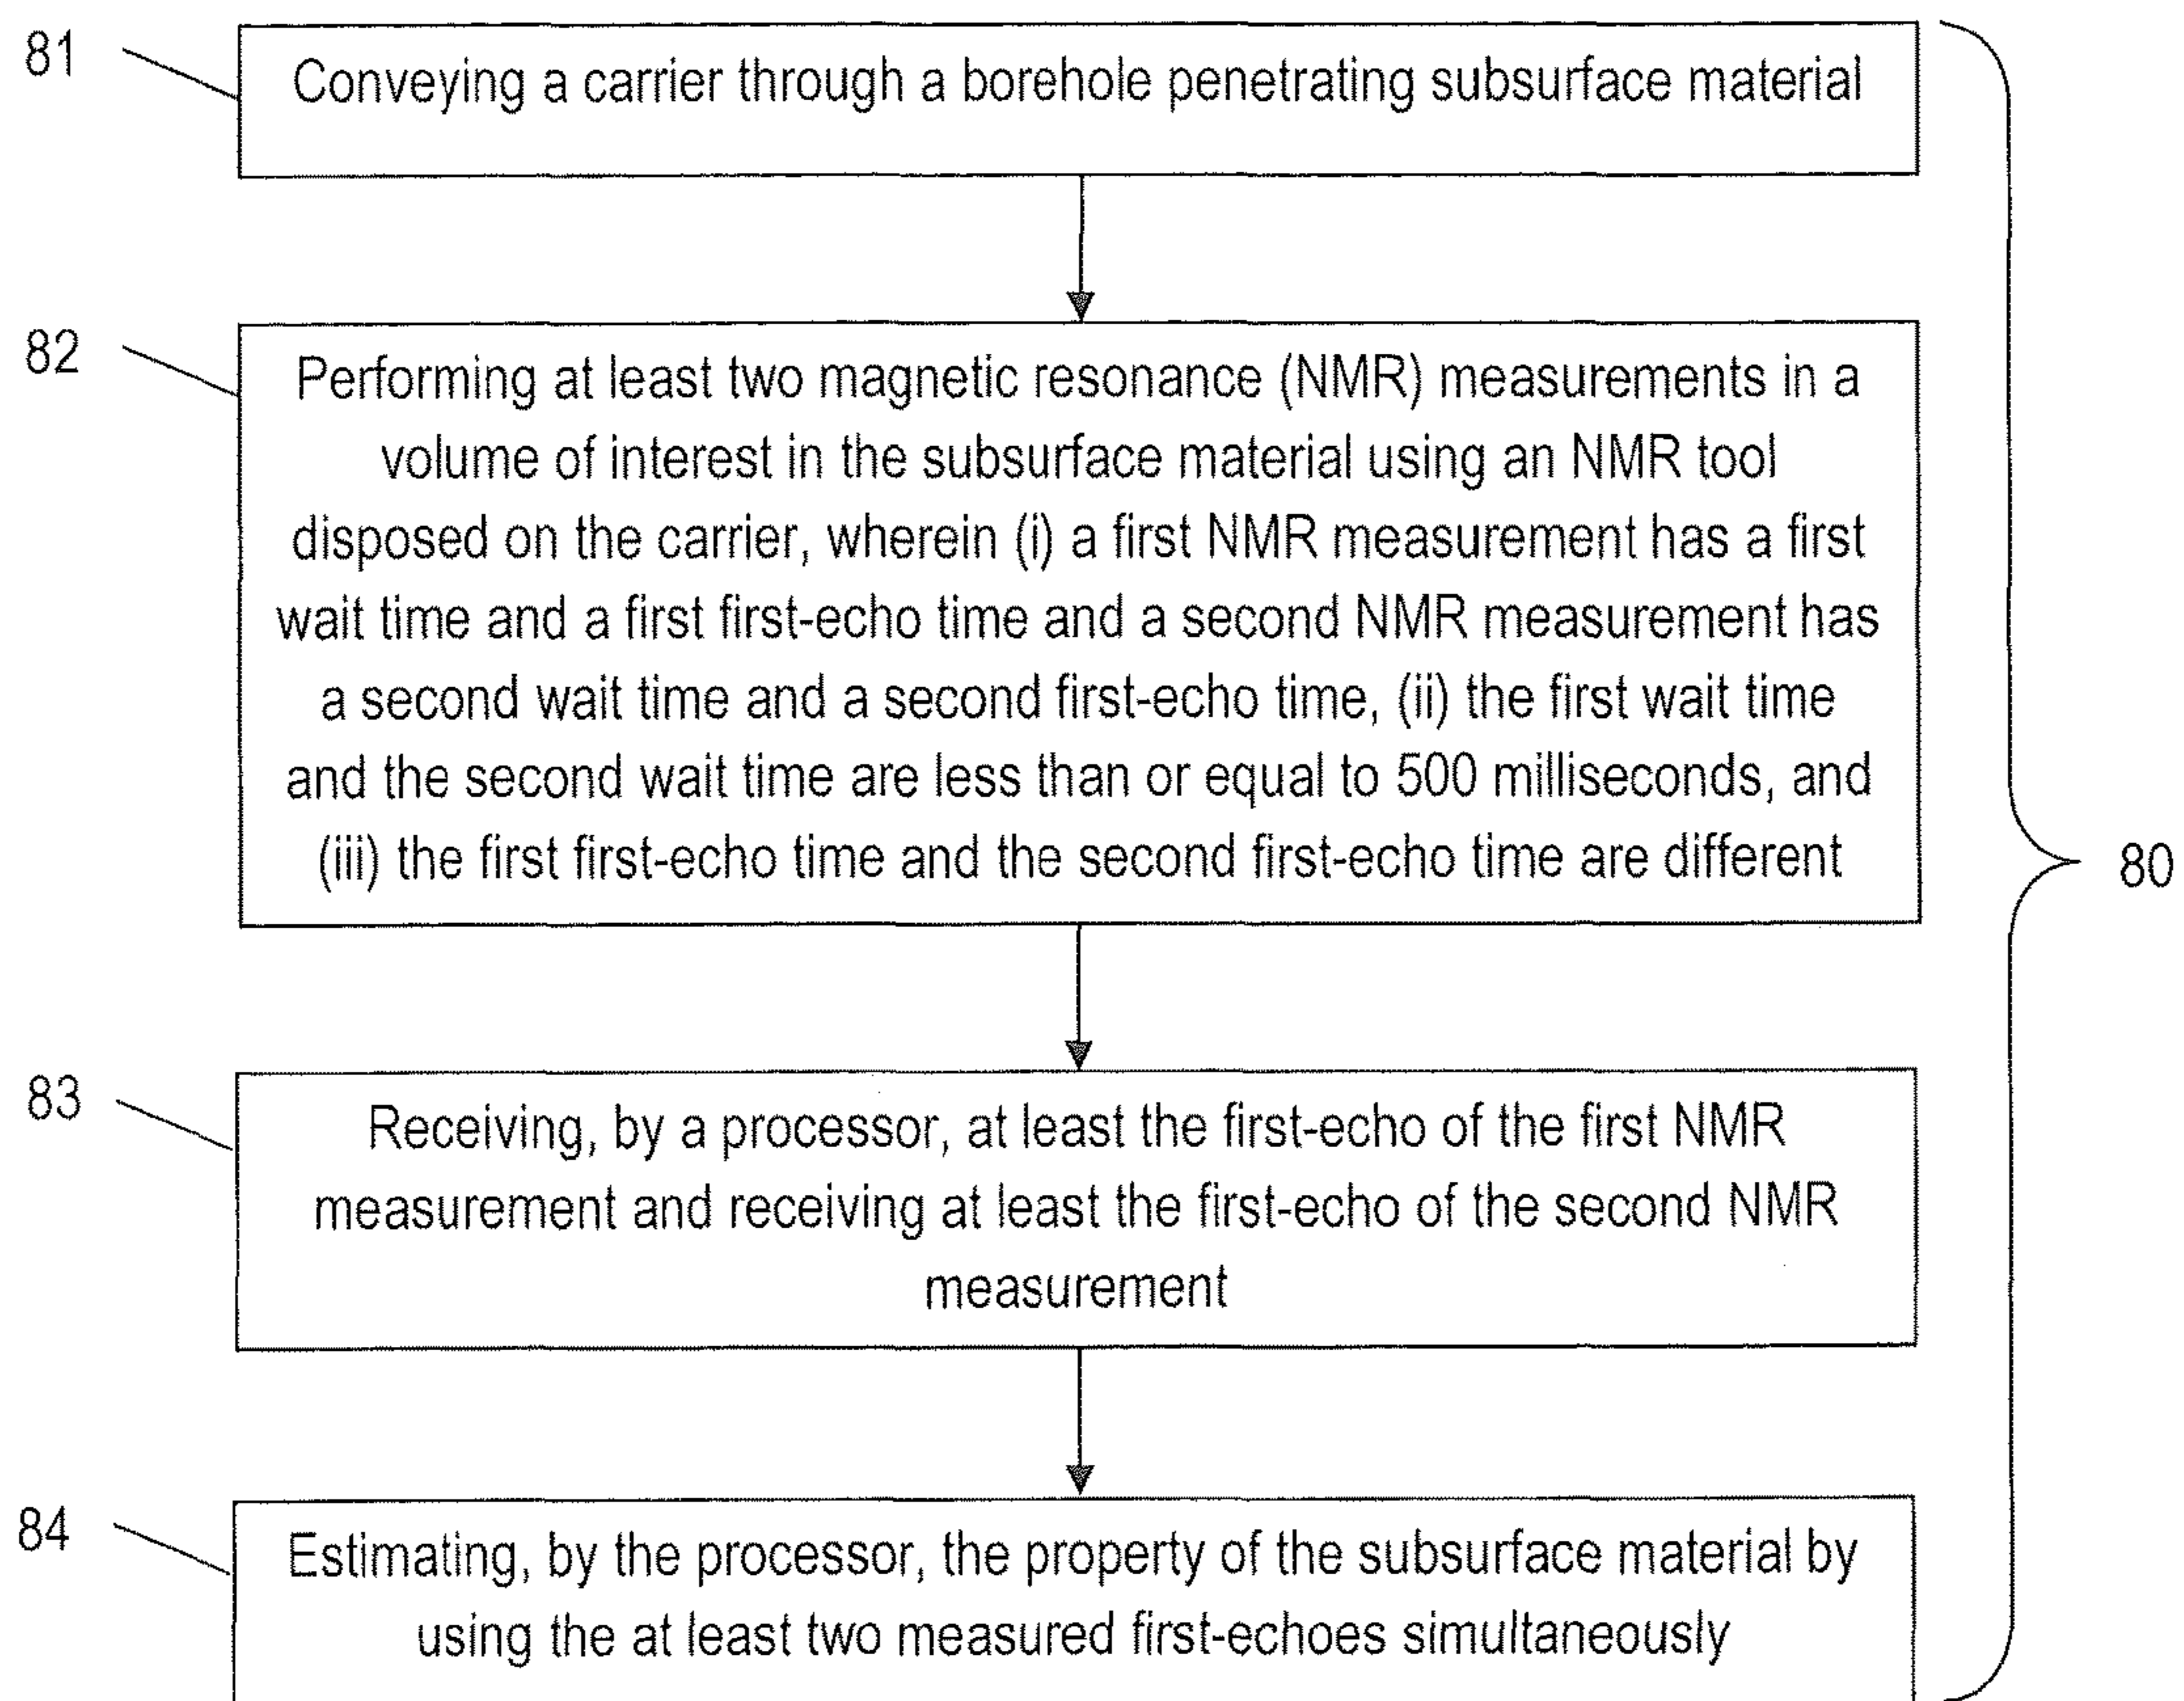 81
Conveying a carrier through a borehole penetrating subsurface material
82
Performing at least two magnetic resonance (NMR) measurements in a
volume of interest in the subsurface material using an NMR tool
disposed on the carrier, wherein (i) a first NMR measurement has a first
wait time and a first first-echo time and a second NMR measurement has
a second wait time and a second first-echo time, (ii) the first wait time
and the second wait time are less than or equal to 500 milliseconds, and
(iii) the first first-echo time and the second first-echo time are different
80
83
Receiving, by a processor, at least the first-echo of the first NMR
measurement and receiving at least the first-echo of the second NMR
measurement
84
Estimating, by the processor, the property of the subsurface material by
using the at least two measured first-echoes simultaneously